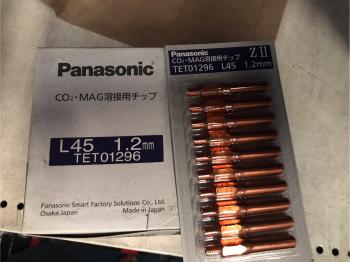 Panasonic
CO₂・MAG溶接用チップ
L45 1.2mm
TET01296
Panasonic Smart Factory Solutions Co., Ltd.
Osaka,Japan Made in Japan
Panasonic ZII
CO₂・MAG溶接用チップ
TET01296 L45 1.2mm